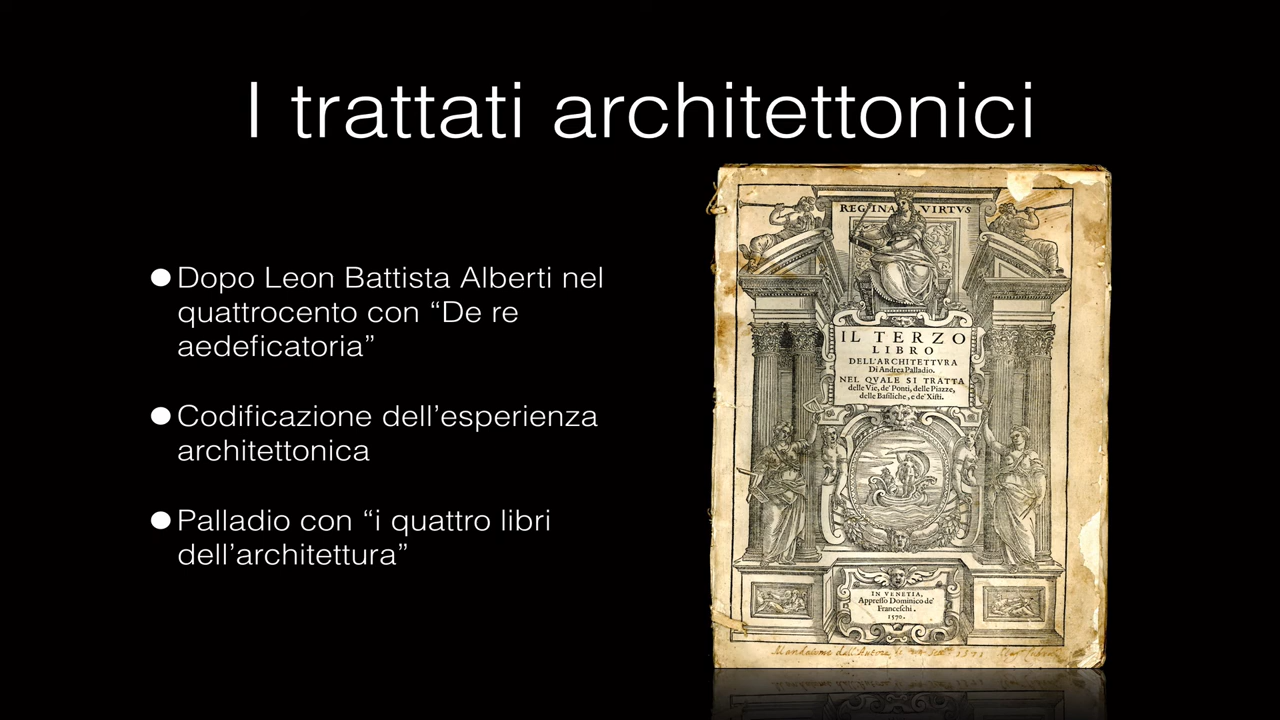 I trattati architettonici
Dopo Leon Battista Alberti nel
quattrocento con “De re
aedeficatoria”
Codificazione dell’esperienza
architettonica
Palladio con “i quattro libri
dell’architettura”
REGINA VIRTVS
IL TERZO
LIBRO
DELL'ARCHITETTVRA
Di Andrea Palladio.
NEL QVALE SI TRATTA
delle Vie, de' Ponti, delle Piazze,
delle Basiliche, e de' Xisti.
IN VENETIA,
Appresso Dominico de'
Franceschi.
1570.
dall'Autore